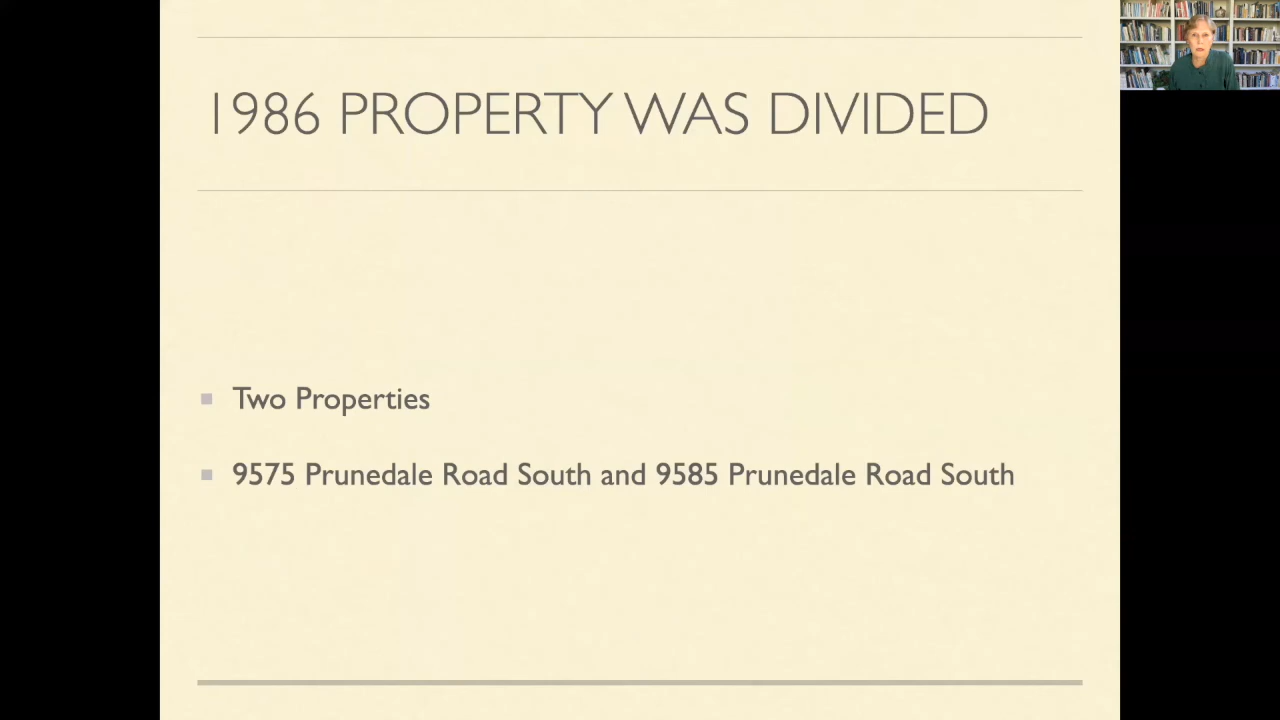 1986 PROPERTY WAS DIVIDED
Two Properties
9575 Prunedale Road South and 9585 Prunedale Road South